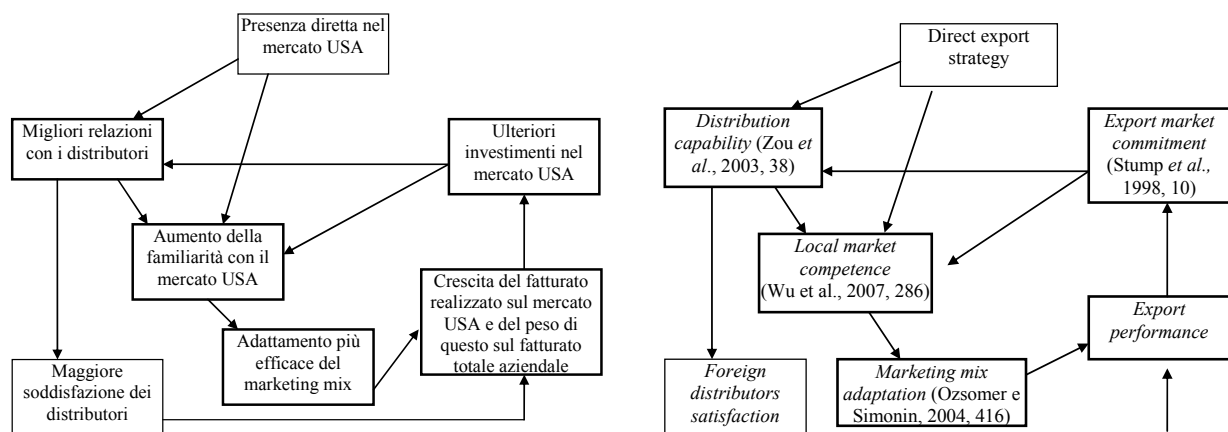 Presenza diretta nel
mercato USA
Migliori relazioni
con i distributori
Ulteriori
investimenti nel
mercato USA
Aumento della
familiarità con il
mercato USA
Crescita del fatturato
realizzato sul mercato
USA e del peso di
questo sul fatturato
totale aziendale
Adattamento più
efficace del
marketing mix
Maggiore
soddisfazione dei
distributori
Direct export
strategy
Distribution
capability (Zou et
al., 2003, 38)
Export market
commitment
(Stump et al.,
1998, 10)
Local market
competence
(Wu et al., 2007, 286)
Export
performance
Foreign
distributors
satisfaction
Marketing mix
adaptation (Ozsomer e
Simonin, 2004, 416)